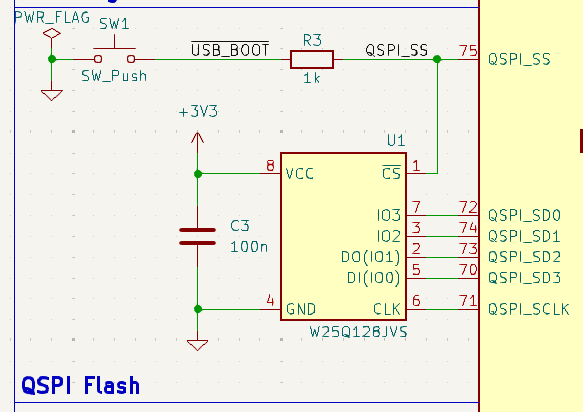 PWR_FLAG
SW1
SW_Push
USB_BOOT
R3
1k
QSPI_SS
75
QSPI_SS
+3V3
U1
8
VCC
CS
1
C3
100n
IO3
7
72
QSPI_SD0
IO2
3
74
QSPI_SD1
DO(IO1)
2
73
QSPI_SD2
DI(IO0)
5
70
QSPI_SD3
4
GND
CLK
6
71
QSPI_SCLK
W25Q128JVS
QSPI Flash